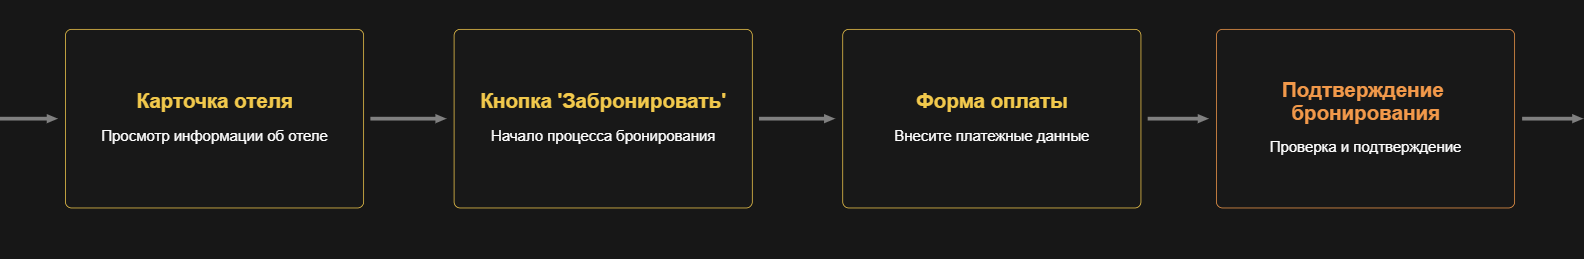 Карточка отеля
Просмотр информации об отеле
Кнопка 'Забронировать'
Начало процесса бронирования
Форма оплаты
Внесите платежные данные
Подтверждение
бронирования
Проверка и подтверждение